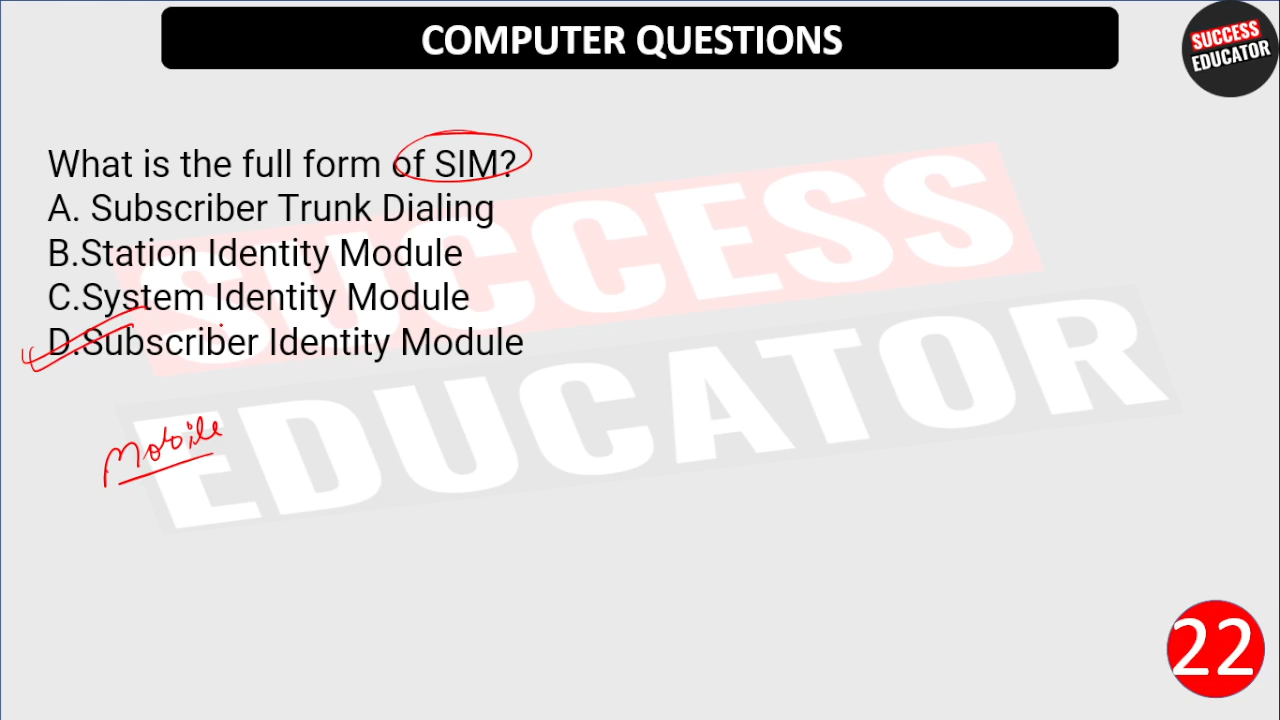 COMPUTER QUESTIONS
SUCCESS
EDUCATOR
What is the full form of SIM?
A. Subscriber Trunk Dialing
B.Station Identity Module
C.System Identity Module
D.Subscriber Identity Module
SUCCESS
EDUCATOR
Mobile
22